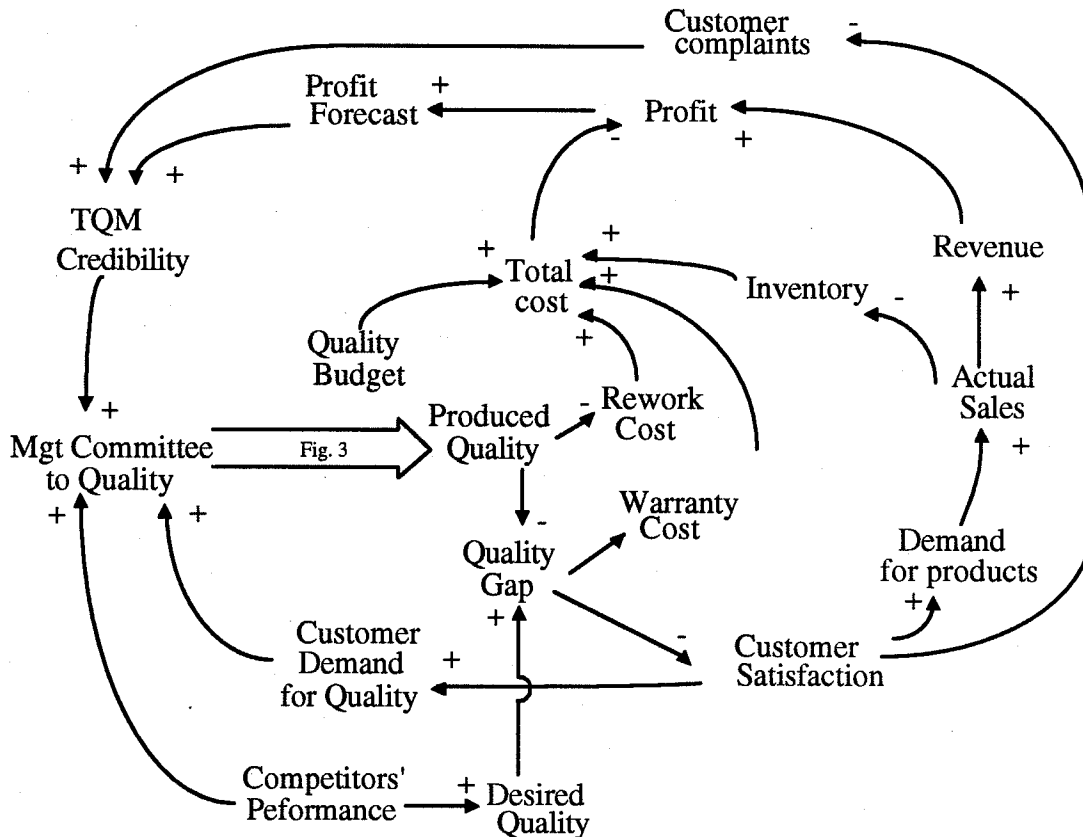 Customer
complaints
-
Profit
Forecast
+
Profit
-
+
+
+
TQM
Credibility
+
Total
cost
+
+
+
Inventory
-
Revenue
+
Quality
Budget
Actual
Sales
+
+
Mgt Committee
to Quality
+
+
Fig. 3
Produced
Quality
-
Rework
Cost
-
Warranty
Cost
Quality
Gap
+
Demand
for products
+
Customer
Demand
for Quality
+
-
Customer
Satisfaction
Competitors'
Peformance
+
Desired
Quality